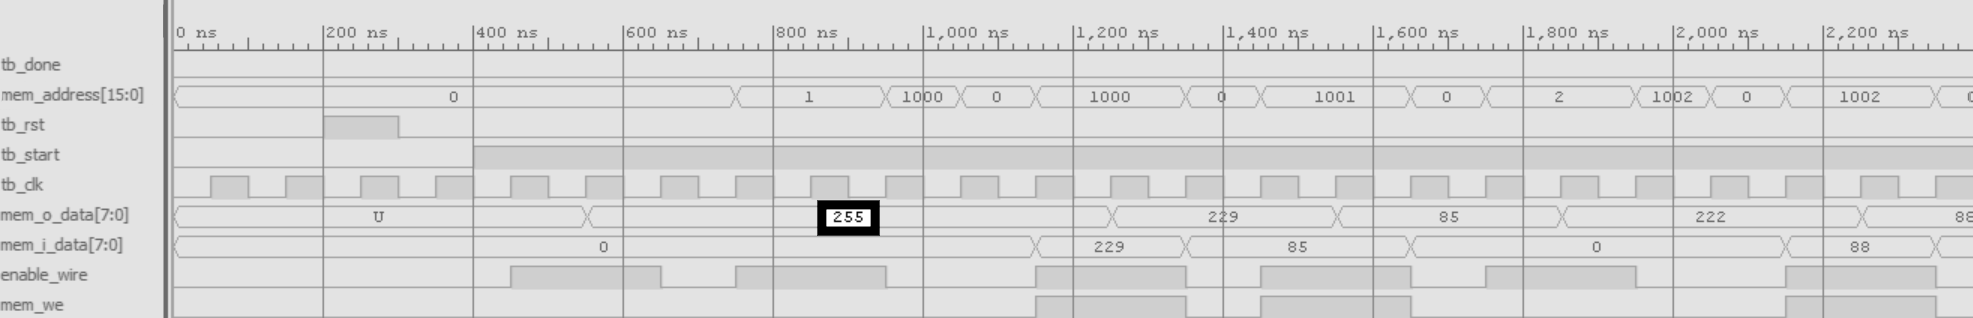 0 ns 200 ns 400 ns 600 ns 800 ns 1,000 ns 1,200 ns 1,400 ns 1,600 ns 1,800 ns 2,000 ns 2,200 ns
tb_done
mem_address[15:0] 0 1 1000 0 1000 0 1001 0 2 1002 0 1002
tb_rst
tb_start
tb_clk
mem_o_data[7:0] U 255 229 85 222 88
mem_i_data[7:0] 0 229 85 0 88
enable_wire
mem_we